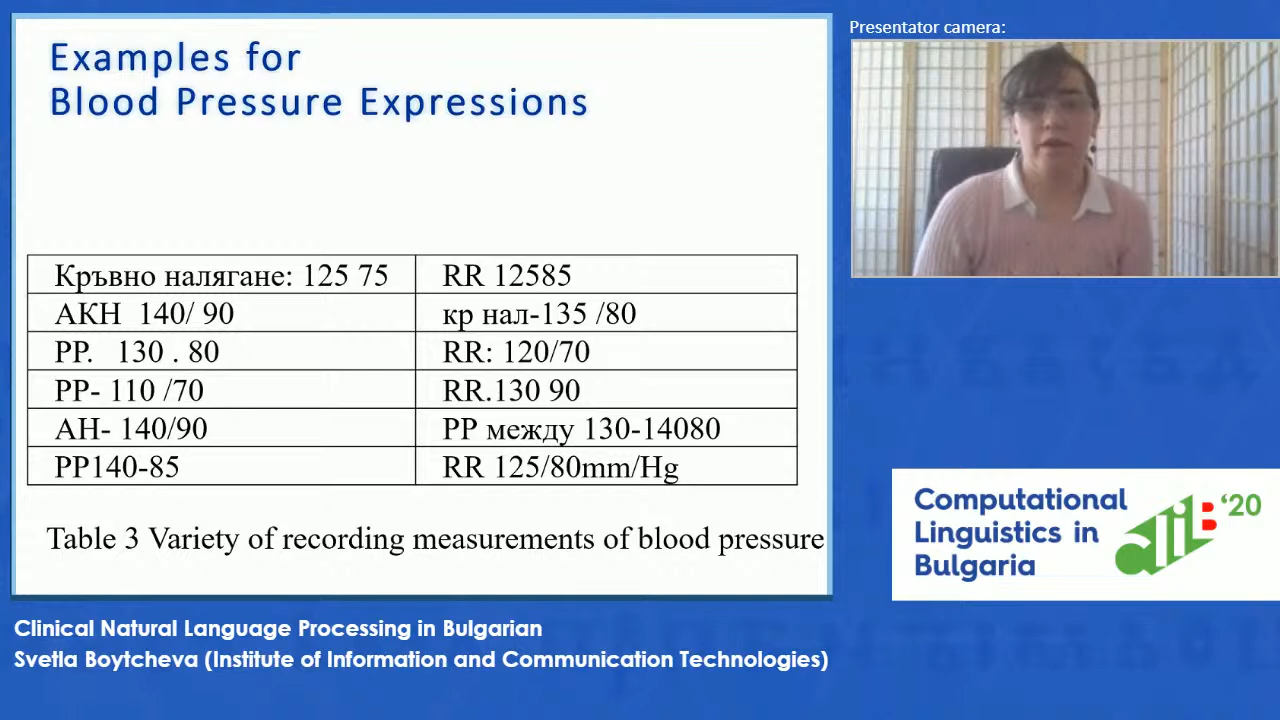 Examples for
Blood Pressure Expressions
Presentator camera:
Кръвно налягане: 125 75
RR 12585
АКН 140/ 90
кр нал-135 /80
РР. 130 . 80
RR: 120/70
РР- 110 /70
RR.130 90
АН- 140/90
РР между 130-14080
РР140-85
RR 125/80mm/Hg
Table 3 Variety of recording measurements of blood pressure
Computational
Linguistics in
Bulgaria
clIB '20
Clinical Natural Language Processing in Bulgarian
Svetla Boytcheva (Institute of Information and Communication Technologies)